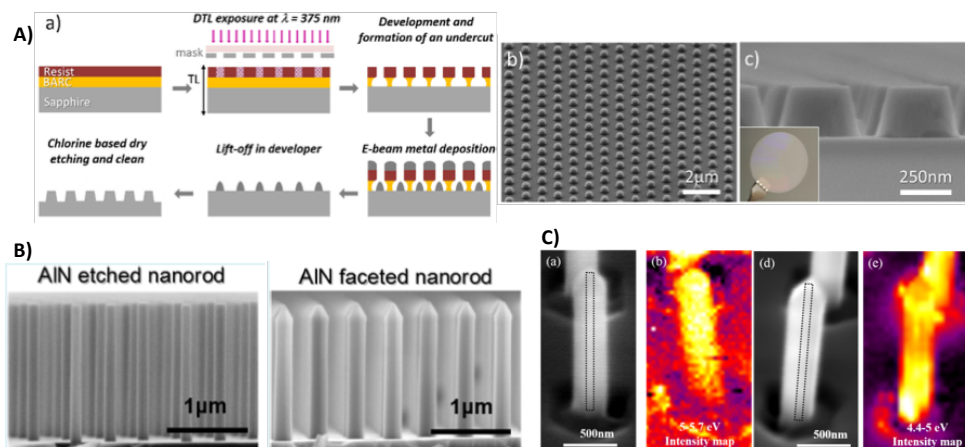 A)
a)
DTL exposure at λ = 375 nm
mask
TL
Resist
BARC
Sapphire
Development and
formation of an undercut
Chlorine based dry
etching and clean
Lift-off in developer
E-beam metal deposition
b)
2µm
c)
250nm
B)
AlN etched nanorod
1µm
AlN faceted nanorod
1µm
C)
(a)
500nm
(b)
5-5.7 eV
Intensity map
(d)
500nm
(e)
4.4-5 eV
Intensity map